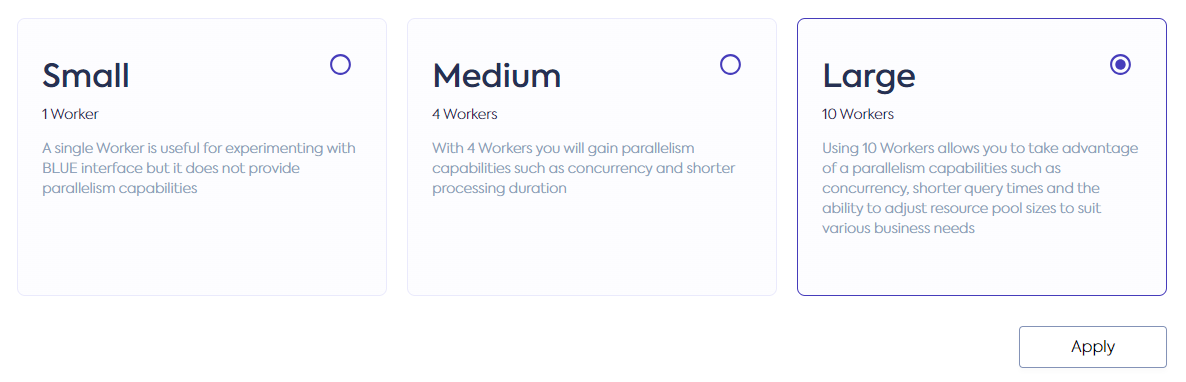 Small
1 Worker
A single Worker is useful for experimenting with
BLUE interface but it does not provide
parallelism capabilities
Medium
4 Workers
With 4 Workers you will gain parallelism
capabilities such as concurrency and shorter
processing duration
Large
10 Workers
Using 10 Workers allows you to take advantage
of a parallelism capabilities such as
concurrency, shorter query times and the
ability to adjust resource pool sizes to suit
various business needs
Apply